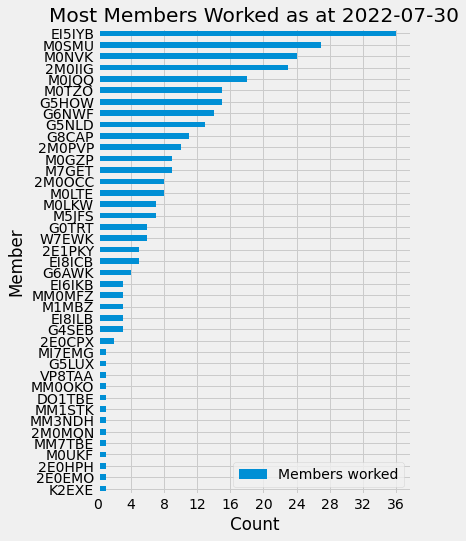 Most Members Worked as at 2022-07-30
EI5IYB
M0SMU
M0NVK
2M0IIG
M0JQQ
M0TZO
G5HOW
G6NWF
G5NLD
G8CAP
2M0PVP
M0GZP
M7GET
2M0OCC
M0LTE
M0LKW
M5JFS
G0TRT
W7EWK
2E1PKY
EI8ICB
G6AWK
EI6IKB
MM0MFZ
M1MBZ
EI8ILB
G4SEB
2E0CPX
MI7EMG
G5LUX
VP8TAA
MM0OKO
DO1TBE
MM1STK
MM3NDH
2M0MQN
MM7TBE
M0UKF
2E0HPH
2E0EMO
K2EXE
Member
0 4 8 12 16 20 24 28 32 36
Count
Members worked